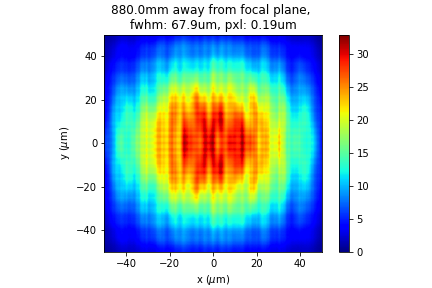 880.0mm away from focal plane,
fwhm: 67.9um, pxl: 0.19um
40
20
0
−20
−40
y (μm)
−40 −20 0 20 40
x (μm)
30
25
20
15
10
5
0